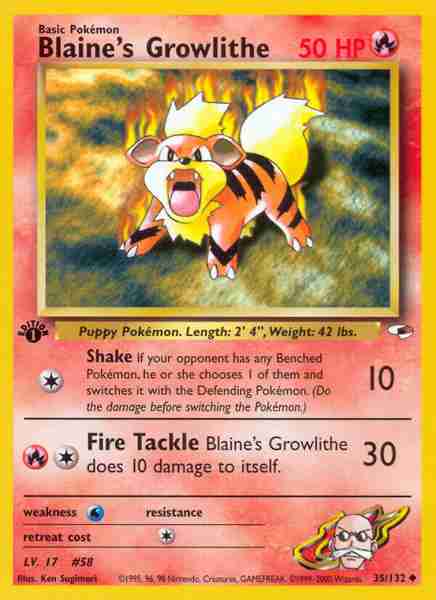 Basic Pokémon
Blaine's Growlithe 50 HP
EDITION
1
Puppy Pokémon. Length: 2' 4", Weight: 42 lbs.
Shake If your opponent has any Benched
Pokémon, he or she chooses 1 of them and
switches it with the Defending Pokémon. (Do
the damage before switching the Pokémon.)
10
Fire Tackle Blaine's Growlithe
does 10 damage to itself.
30
weakness resistance
retreat cost
LV. 17 #58
Illus. Ken Sugimori ©1995, 96, 98 Nintendo, Creatures, GAMEFREAK. ©1999-2000 Wizards. 35/132